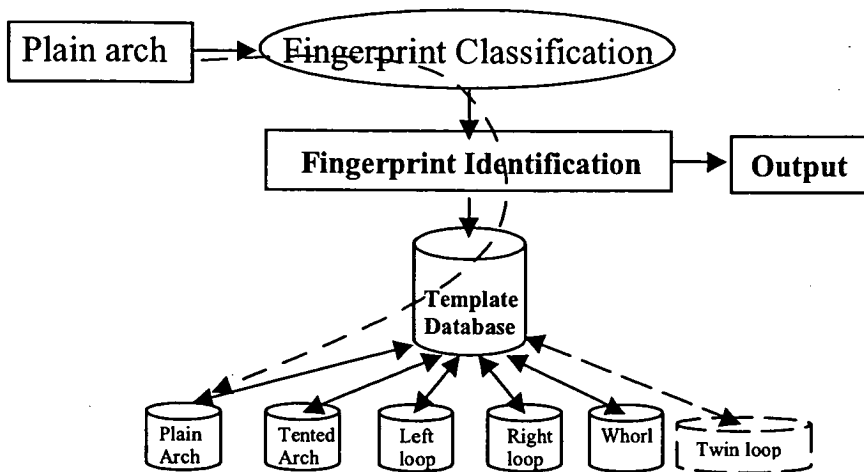 Plain arch
Fingerprint Classification
Fingerprint Identification
Output
Template
Database
Plain
Arch
Tented
Arch
Left
loop
Right
loop
Whorl
Twin loop